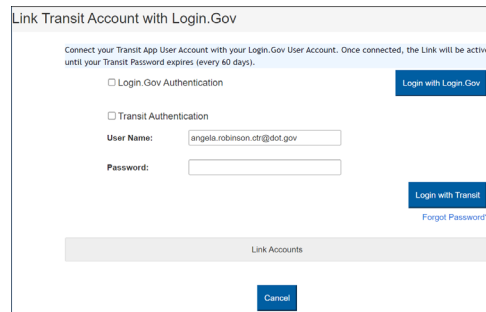 Link Transit Account with Login.Gov
Connect your Transit App User Account with your Login.Gov User Account. Once connected, the Link will be active
until your Transit Password expires (every 60 days).
Login.Gov Authentication
Login with Login.Gov
Transit Authentication
User Name:
angela.robinson.ctr@dot.gov
Password:
Login with Transit
Forgot Password?
Link Accounts
Cancel